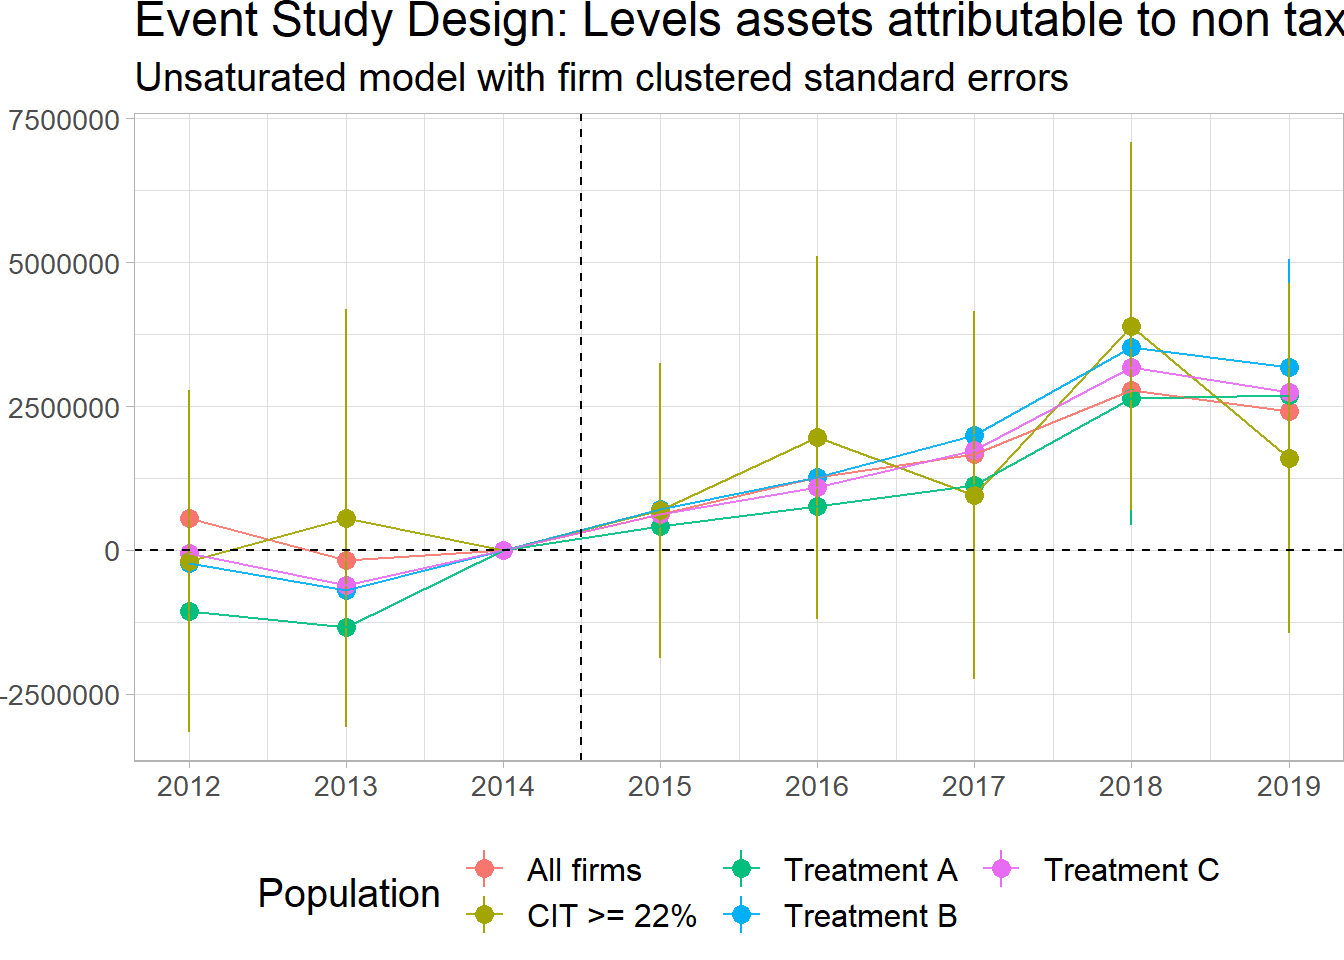 Event Study Design: Levels assets attributable to non tax
Unsaturated model with firm clustered standard errors
7500000
5000000
2500000
0
-2500000
2012 2013 2014 2015 2016 2017 2018 2019
Population
All firms Treatment A Treatment C
CIT >= 22% Treatment B